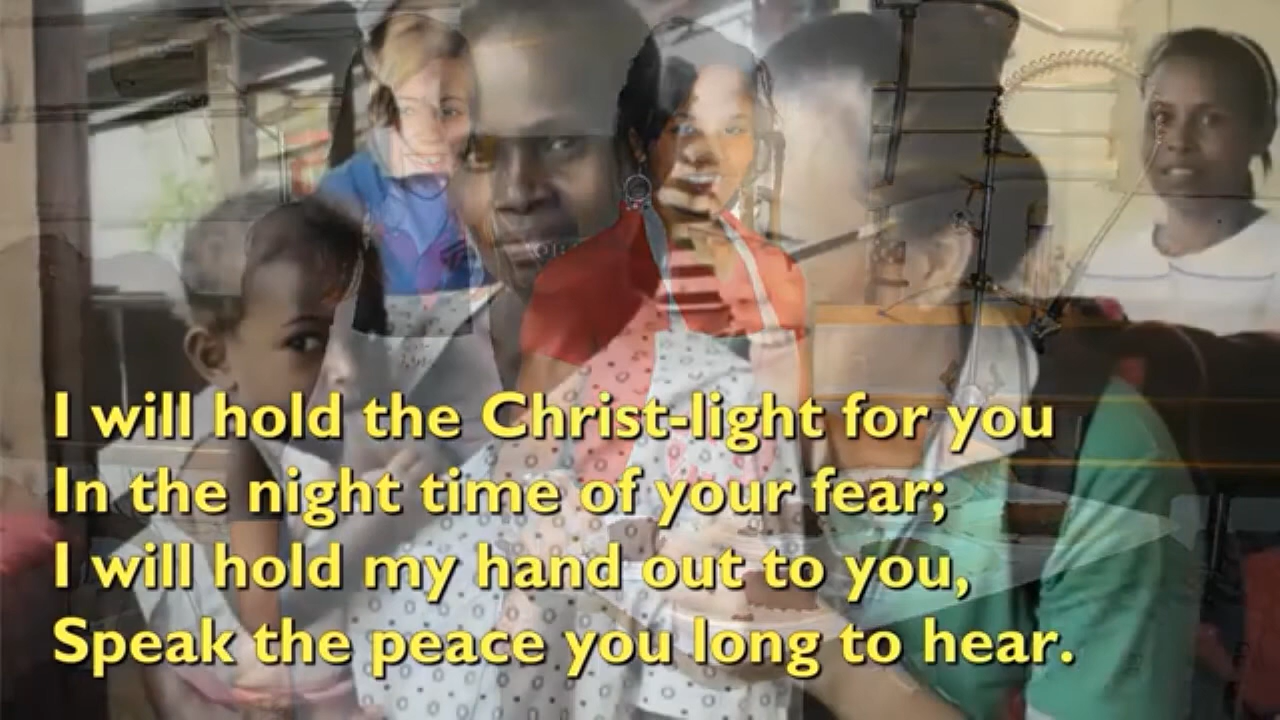 I will hold the Christ-light for you
In the night time of your fear;
I will hold my hand out to you,
Speak the peace you long to hear.